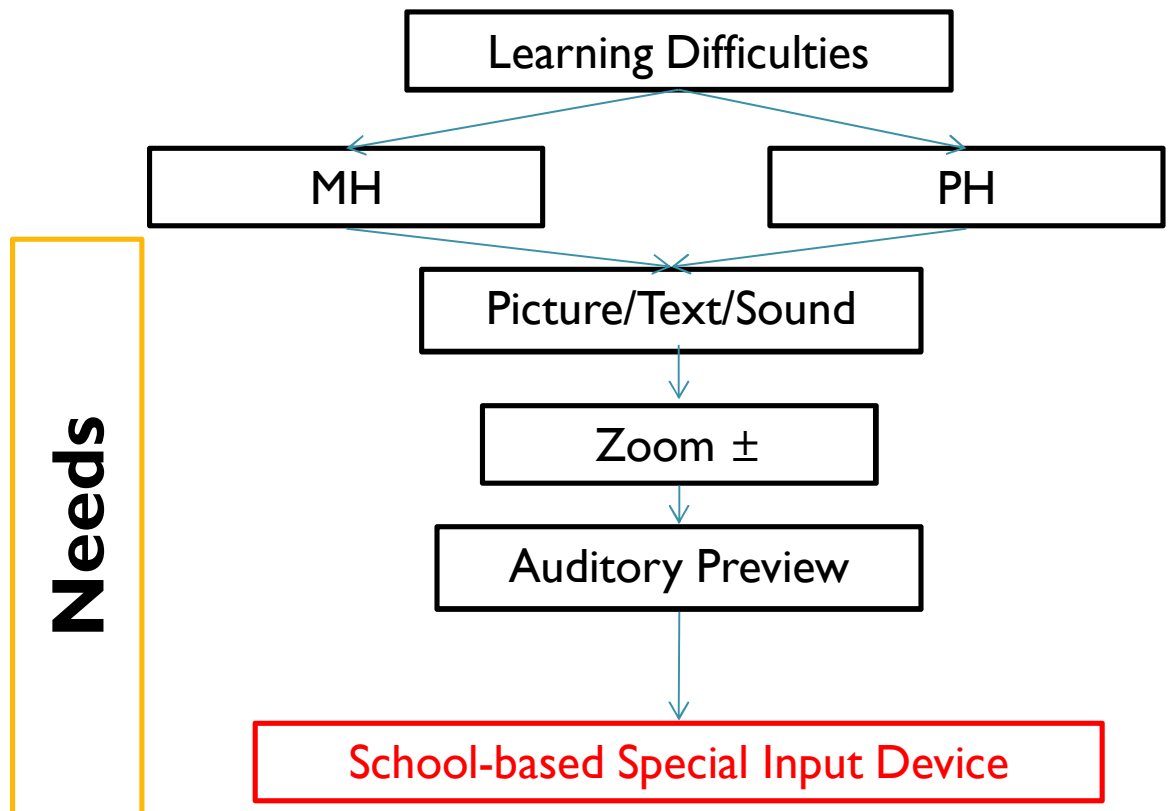 Learning Difficulties
MH
PH
Needs
Picture/Text/Sound
Zoom ±
Auditory Preview
School-based Special Input Device